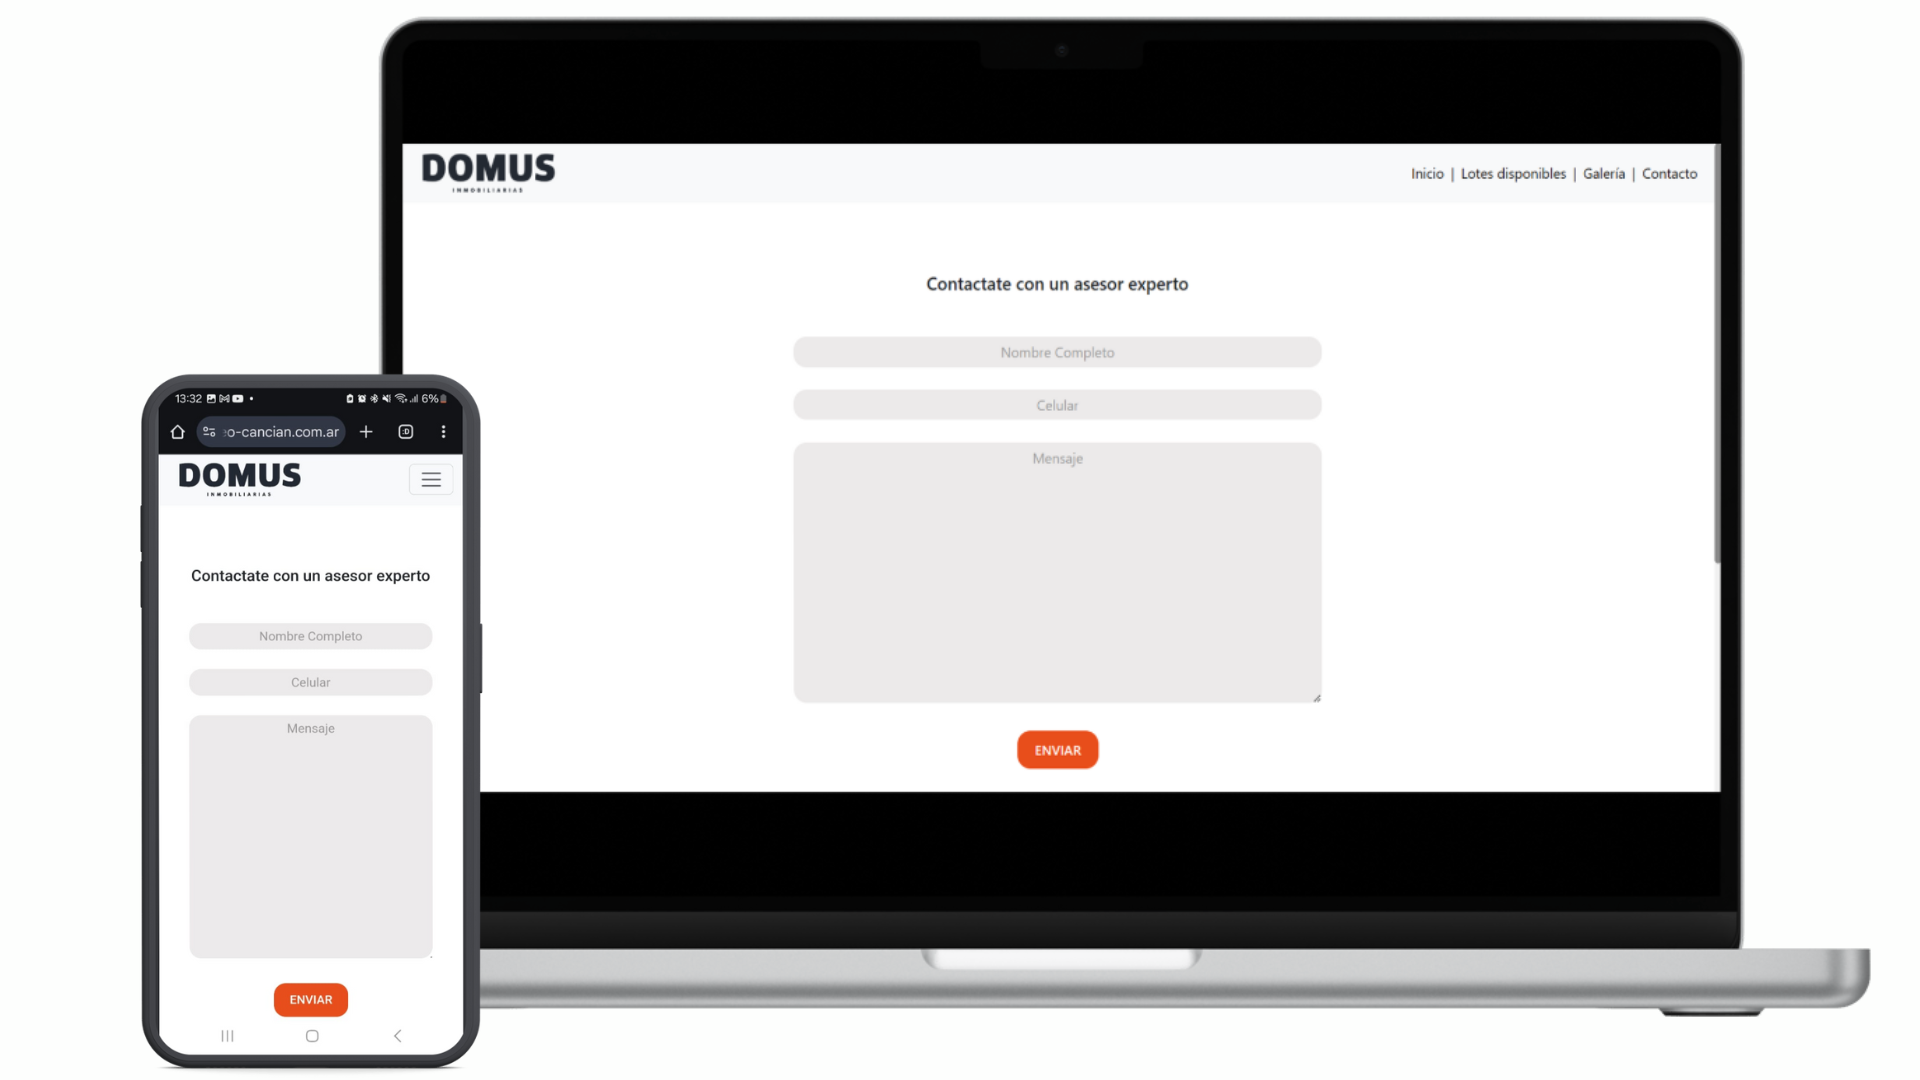 DOMUS
INMOBILIARIAS
Inicio | Lotes disponibles | Galería | Contacto
Contactate con un asesor experto
Nombre Completo
Celular
Mensaje
ENVIAR
13:32
6%
o-cancian.com.ar
:D
DOMUS
INMOBILIARIAS
Contactate con un asesor experto
Nombre Completo
Celular
Mensaje
ENVIAR